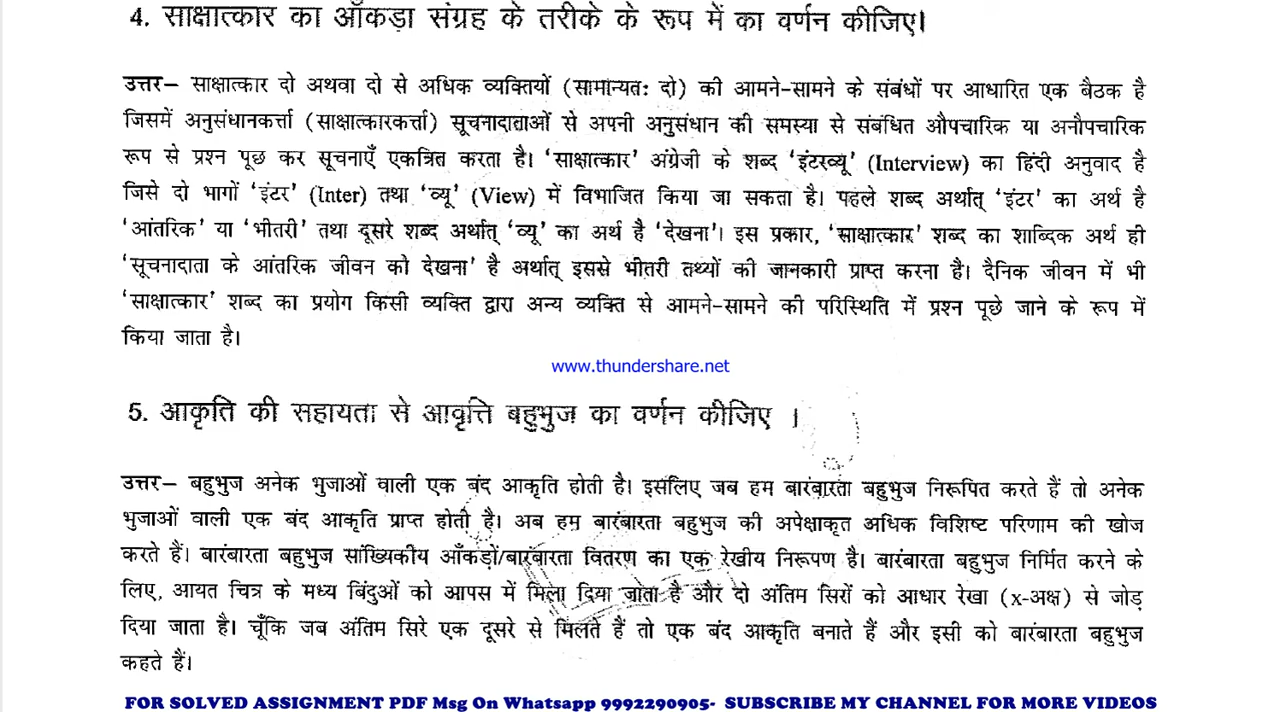 4. साक्षात्कार का आँकड़ा संग्रह के तरीके के रूप में का वर्णन कीजिए।
उत्तर– साक्षात्कार दो अथवा दो से अधिक व्यक्तियों (सामान्यतः दो) की आमने-सामने के संबंधों पर आधारित एक बैठक है
जिसमें अनुसंधानकर्त्ता (साक्षात्कारकर्त्ता) सूचनादाताओं से अपनी अनुसंधान की समस्या से संबंधित औपचारिक या अनौपचारिक
रूप से प्रश्न पूछ कर सूचनाएँ एकत्रित करता है। ‘साक्षात्कार’ अंग्रेजी के शब्द ‘इंटरव्यू’ (Interview) का हिंदी अनुवाद है
जिसे दो भागों ‘इंटर’ (Inter) तथा ‘व्यू’ (View) में विभाजित किया जा सकता है। पहले शब्द अर्थात् ‘इंटर’ का अर्थ है
‘आंतरिक’ या ‘भीतरी’ तथा दूसरे शब्द अर्थात् ‘व्यू’ का अर्थ है ‘देखना’। इस प्रकार, ‘साक्षात्कार’ शब्द का शाब्दिक अर्थ ही
‘सूचनादाता के आंतरिक जीवन को देखना’ है अर्थात् इससे भीतरी तथ्यों की जानकारी प्राप्त करना है। दैनिक जीवन में भी
‘साक्षात्कार’ शब्द का प्रयोग किसी व्यक्ति द्वारा अन्य व्यक्ति से आमने-सामने की परिस्थिति में प्रश्न पूछे जाने के रूप में
किया जाता है।
www.thundershare.net
5. आकृति की सहायता से आवृत्ति बहुभुज का वर्णन कीजिए ।
उत्तर– बहुभुज अनेक भुजाओं वाली एक बंद आकृति होती है। इसलिए जब हम बारंबारता बहुभुज निरूपित करते हैं तो अनेक
भुजाओं वाली एक बंद आकृति प्राप्त होती है। अब हम बारंबारता बहुभुज की अपेक्षाकृत अधिक विशिष्ट परिणाम की खोज
करते हैं। बारंबारता बहुभुज सांख्यिकीय आँकड़ों/बारंबारता वितरण का एक रेखीय निरूपण है। बारंबारता बहुभुज निर्मित करने के
लिए, आयत चित्र के मध्य बिंदुओं को आपस में मिला दिया जाता है और दो अंतिम सिरों को आधार रेखा (x-अक्ष) से जोड़
दिया जाता है। चूँकि जब अंतिम सिरे एक दूसरे से मिलते हैं तो एक बंद आकृति बनाते हैं और इसी को बारंबारता बहुभुज
कहते हैं।
FOR SOLVED ASSIGNMENT PDF Msg On Whatsapp 9992290905- SUBSCRIBE MY CHANNEL FOR MORE VIDEOS